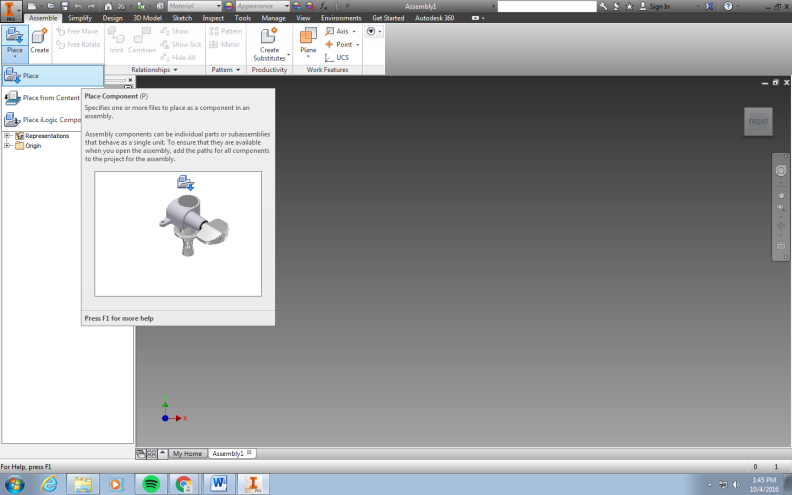 Material
Appearance
Assembly1
Sign In
PRO
Assemble Simplify Design 3D Model Sketch Inspect Tools Manage View Environments Get Started Autodesk 360
Place
Create
Free Move
Free Rotate
Joint
Constrain
Show
Show Sick
Hide All
Pattern
Mirror
Create
Substitutes
Plane
Axis
Point
UCS
Relationships Pattern Productivity Work Features
Place
Place from Content
Place iLogic Compo
Representations
Origin
Place Component (P)
Specifies one or more files to place as a component in an
assembly.
Assembly components can be individual parts or subassemblies
that behave as a single unit. To ensure that they are available
when you open the assembly, add the paths for all components
to the project for the assembly.
Press F1 for more help
FRONT
X
My Home Assembly1
For Help, press F1
0 1
1:45 PM
10/4/2016